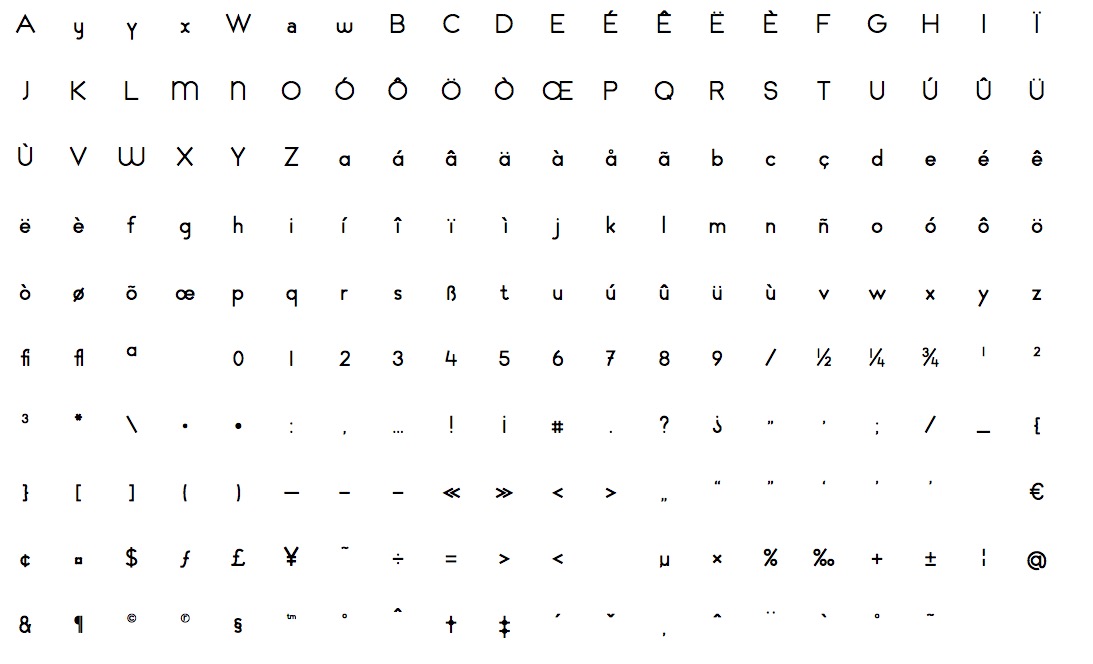 A y γ x W a ɯ B C D E É Ê Ë È F G H I Ï
J K L M N O Ó Ô Ö Ò Œ P Q R S T U Ú Û Ü
Ù V W X Y Z a á â ä à å ã b c ç d e é ê
ë è f g h i í î ï ì j k l m n ñ o ó ô ö
ò ø õ œ p q r s ß t u ú û ü ù v w x y z
fi fl ª 0 1 2 3 4 5 6 7 8 9 / ½ ¼ ¾ ¹ ²
³ * \ · • : , … ! ¡ # . ? ¿ ” ’ ; / _ {
} [ ] ( ) — – - « » < > „ “ ” ‘ ’ ’ €
¢ ¤ $ ƒ £ ¥ ˜ ÷ = > < µ × % ‰ + ± ¦ @
& ¶ © ® § ™ ° ˆ † ‡ ´ ˇ ¸ ˆ ¨ ` ˚ ˜